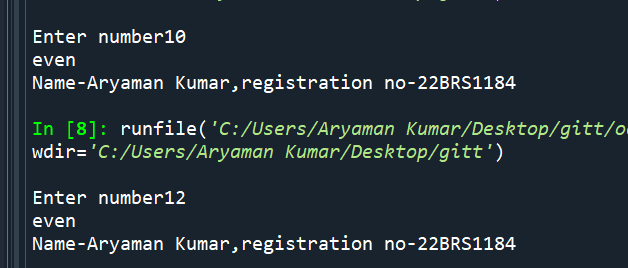 Enter number10
even
Name-Aryaman Kumar,registration no-22BRS1184
In [8]: runfile('C:/Users/Aryaman Kumar/Desktop/gitt/
wdir='C:/Users/Aryaman Kumar/Desktop/gitt')
Enter number12
even
Name-Aryaman Kumar,registration no-22BRS1184